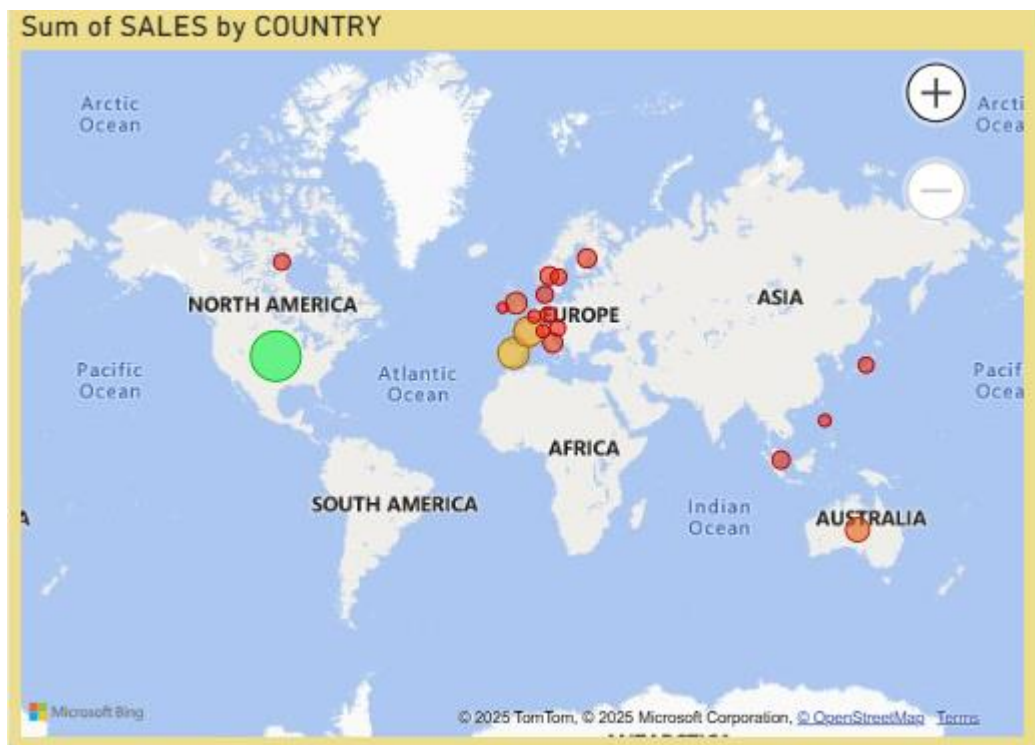 Sum of SALES by COUNTRY
Arctic
Ocean
Arcti
Ocea
NORTH AMERICA
EUROPE
ASIA
Pacific
Ocean
Atlantic
Ocean
Pacif
Ocea
AFRICA
SOUTH AMERICA
Indian
Ocean
AUSTRALIA
A
Microsoft Bing
© 2025 TomTom, © 2025 Microsoft Corporation, © OpenStreetMap Terms